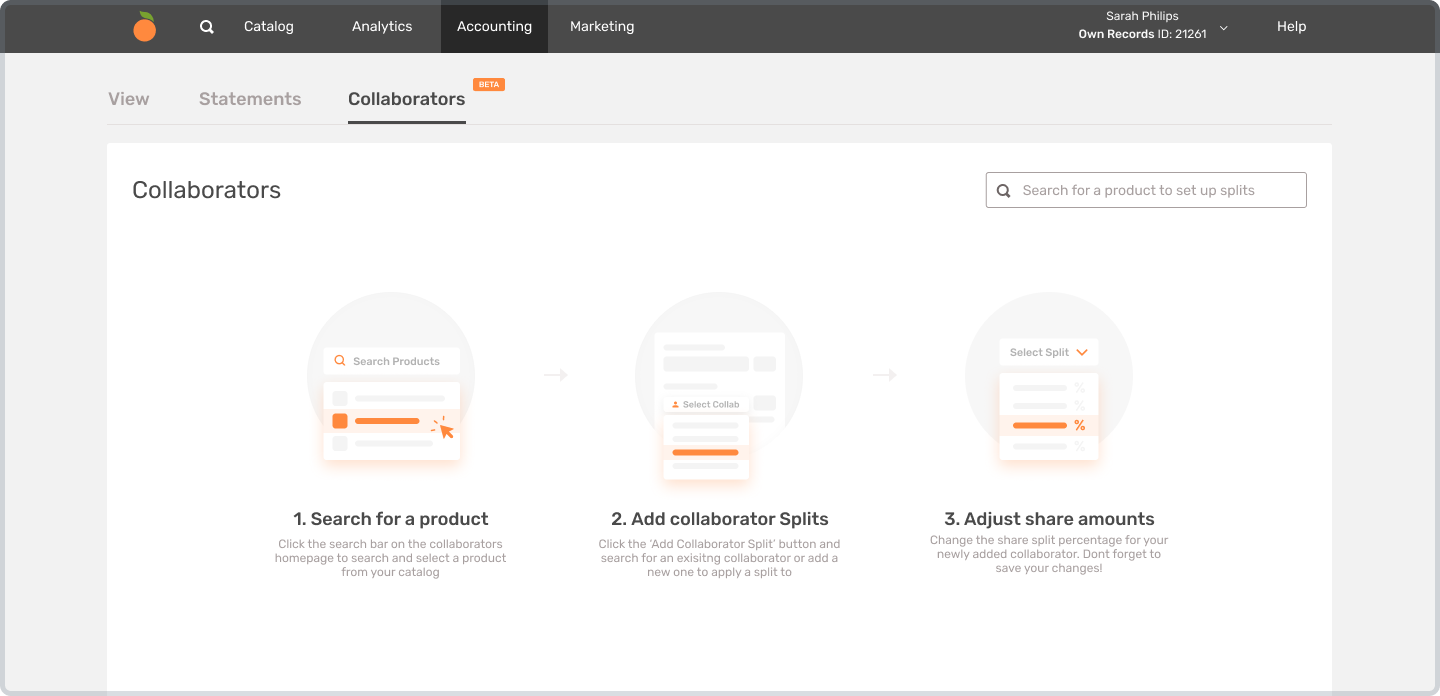 Catalog
Analytics
Accounting
Marketing
Sarah Philips
Own Records ID: 21261
Help
View
Statements
Collaborators
BETA
Collaborators
Search for a product to set up splits
Search Products
Select Collab
Select Split
%
%
%
%
1. Search for a product
Click the search bar on the collaborators
homepage to search and select a product
from your catalog
2. Add collaborator Splits
Click the ‘Add Collaborator Split’ button and
search for an exisitng collaborator or add a
new one to apply a split to
3. Adjust share amounts
Change the share split percentage for your
newly added collaborator. Dont forget to
save your changes!